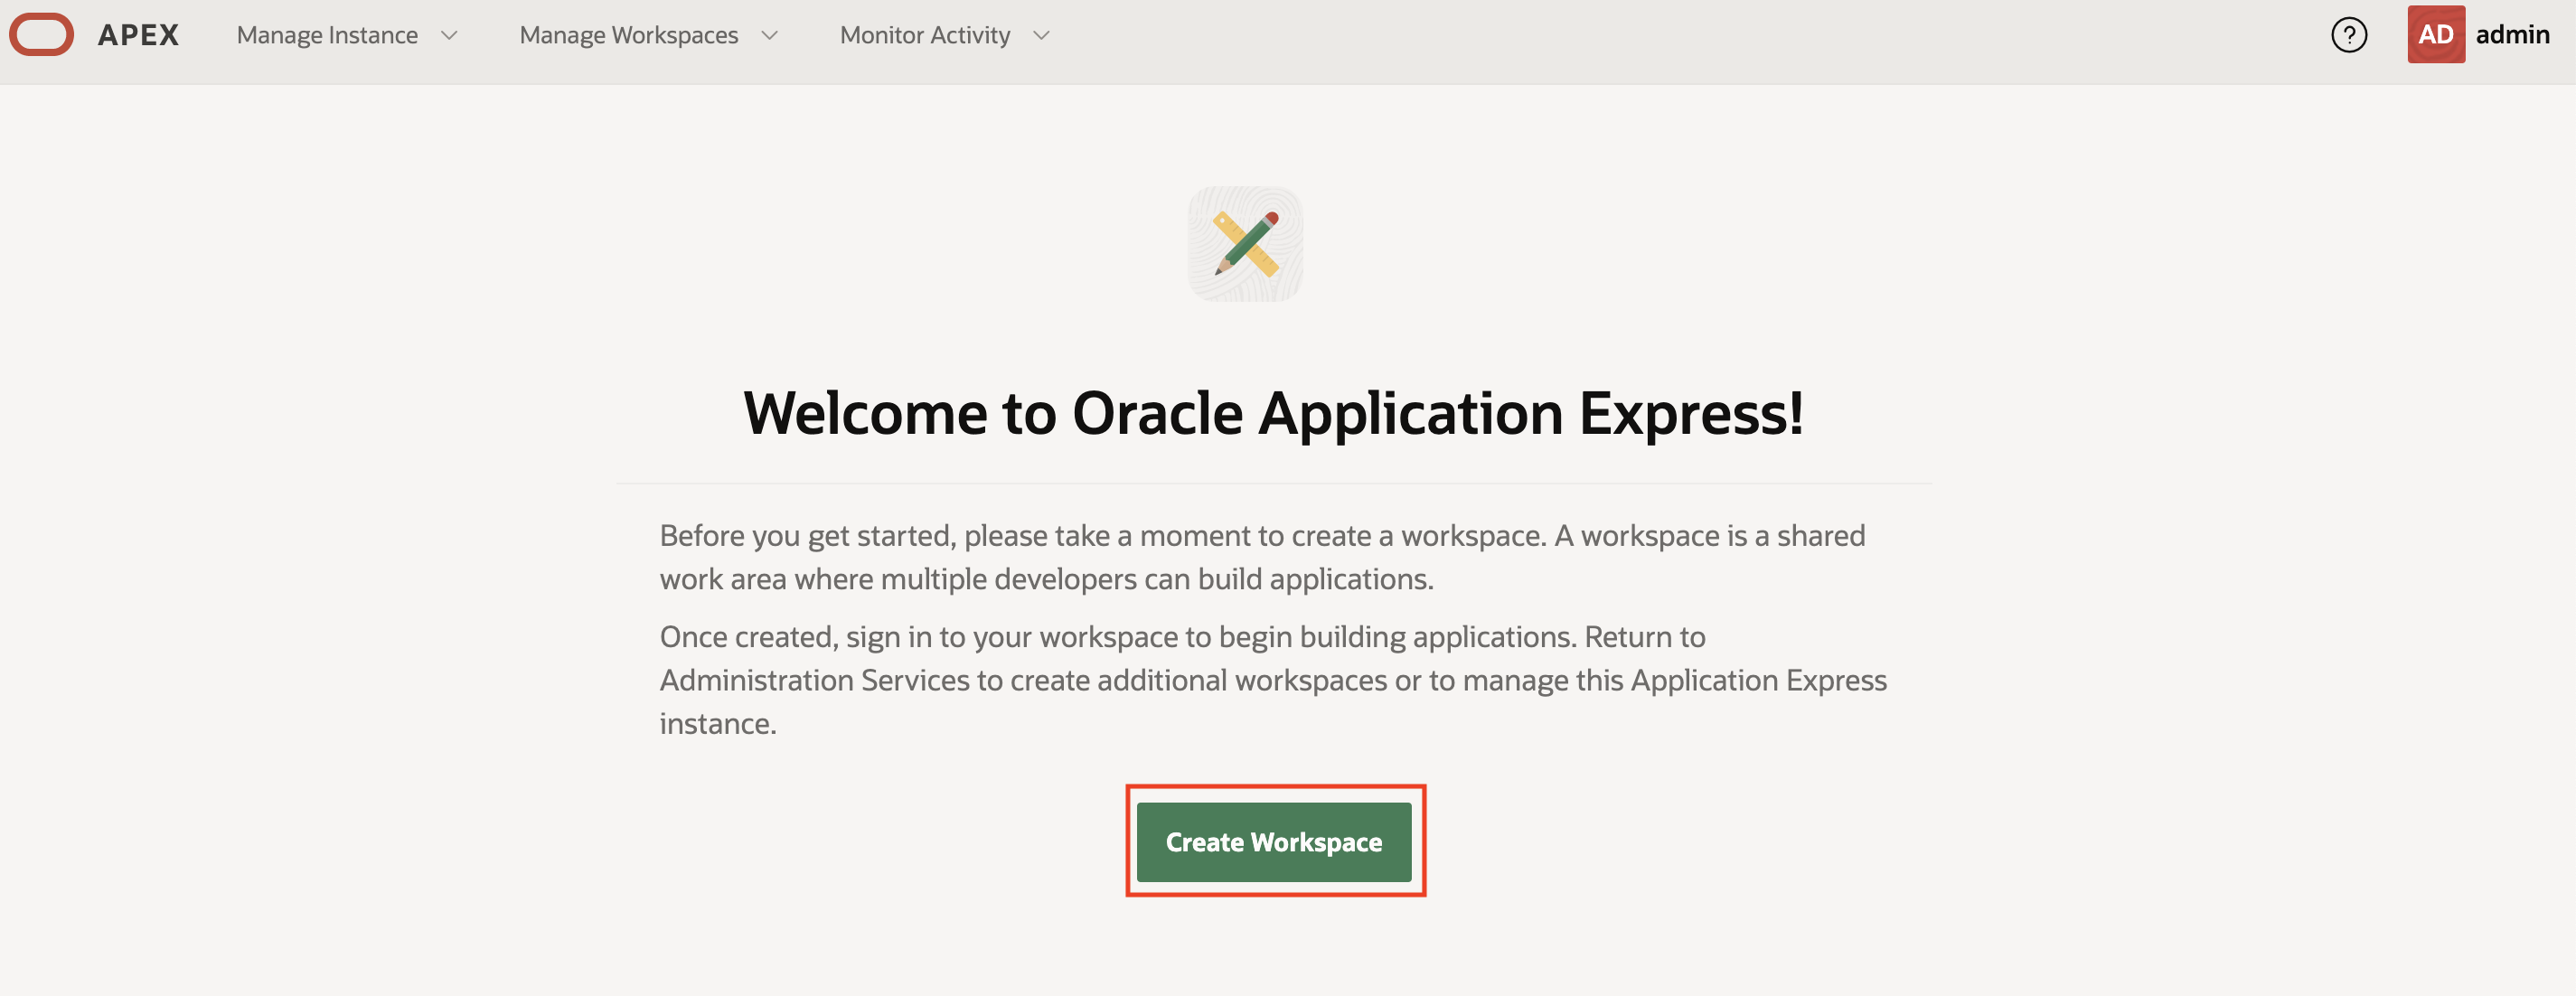 APEX Manage Instance Manage Workspaces Monitor Activity ? AD admin
Welcome to Oracle Application Express!
Before you get started, please take a moment to create a workspace. A workspace is a shared
work area where multiple developers can build applications.
Once created, sign in to your workspace to begin building applications. Return to
Administration Services to create additional workspaces or to manage this Application Express
instance.
Create Workspace